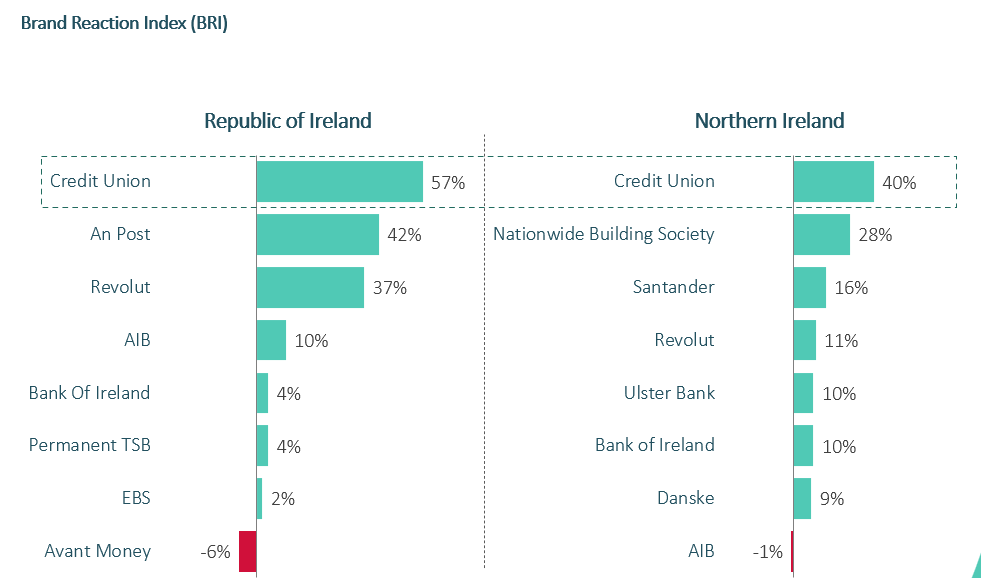 Brand Reaction Index (BRI)
Republic of Ireland
Credit Union 57%
An Post 42%
Revolut 37%
AIB 10%
Bank Of Ireland 4%
Permanent TSB 4%
EBS 2%
Avant Money -6%
Northern Ireland
Credit Union 40%
Nationwide Building Society 28%
Santander 16%
Revolut 11%
Ulster Bank 10%
Bank of Ireland 10%
Danske 9%
AIB -1%